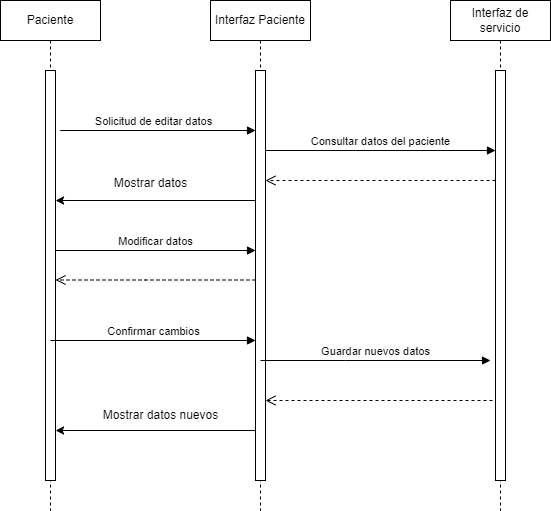 Paciente
Interfaz Paciente
Interfaz de
servicio
Solicitud de editar datos
Consultar datos del paciente
Mostrar datos
Modificar datos
Confirmar cambios
Guardar nuevos datos
Mostrar datos nuevos